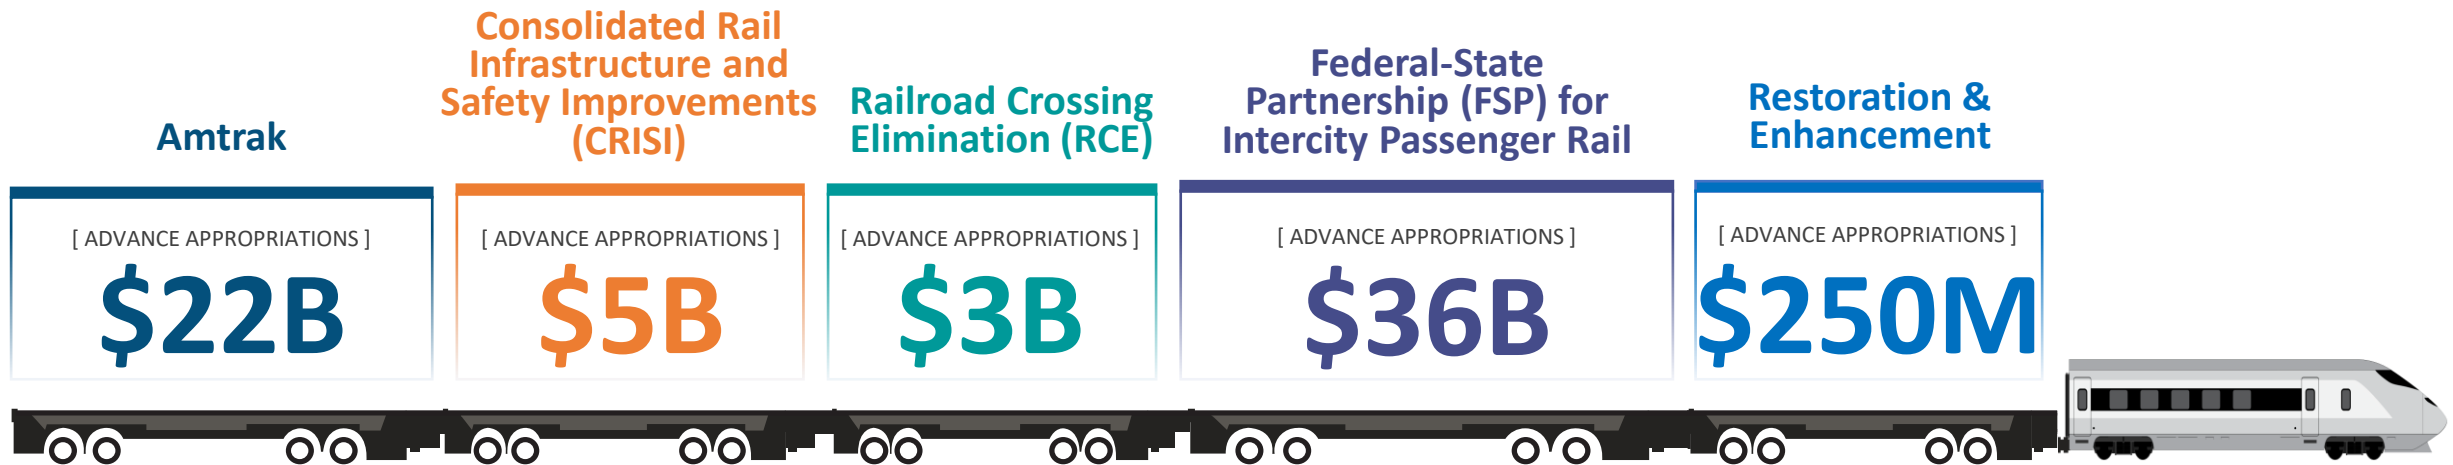 Amtrak
[ ADVANCE APPROPRIATIONS ]
$22B
Consolidated Rail
Infrastructure and
Safety Improvements
(CRISI)
[ ADVANCE APPROPRIATIONS ]
$5B
Railroad Crossing
Elimination (RCE)
[ ADVANCE APPROPRIATIONS ]
$3B
Federal-State
Partnership (FSP) for
Intercity Passenger Rail
[ ADVANCE APPROPRIATIONS ]
$36B
Restoration &
Enhancement
[ ADVANCE APPROPRIATIONS ]
$250M